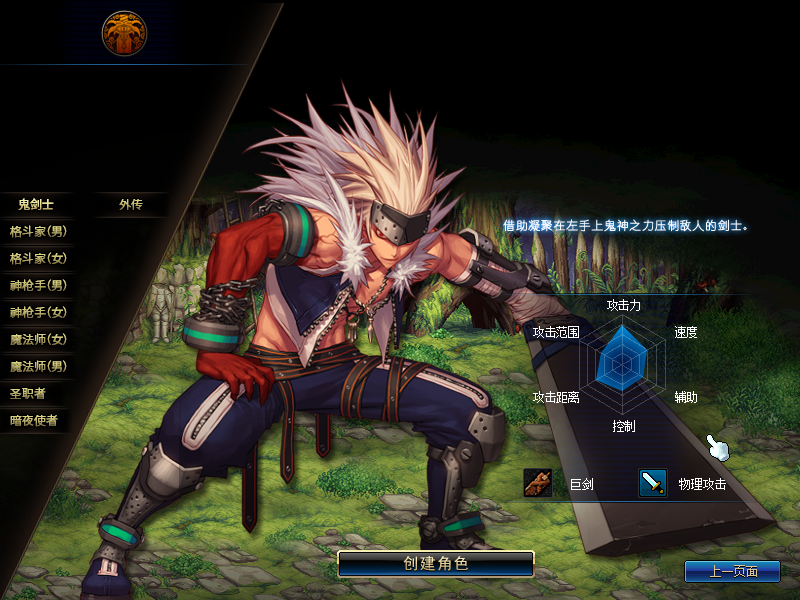 鬼剑士
外传
格斗家(男)
格斗家(女)
神枪手(男)
神枪手(女)
魔法师(女)
魔法师(男)
圣职者
暗夜使者
借助凝聚在左手上鬼神之力压制敌人的剑士。
攻击力
攻击范围
速度
攻击距离
辅助
控制
巨剑
物理攻击
创建角色
上一页面